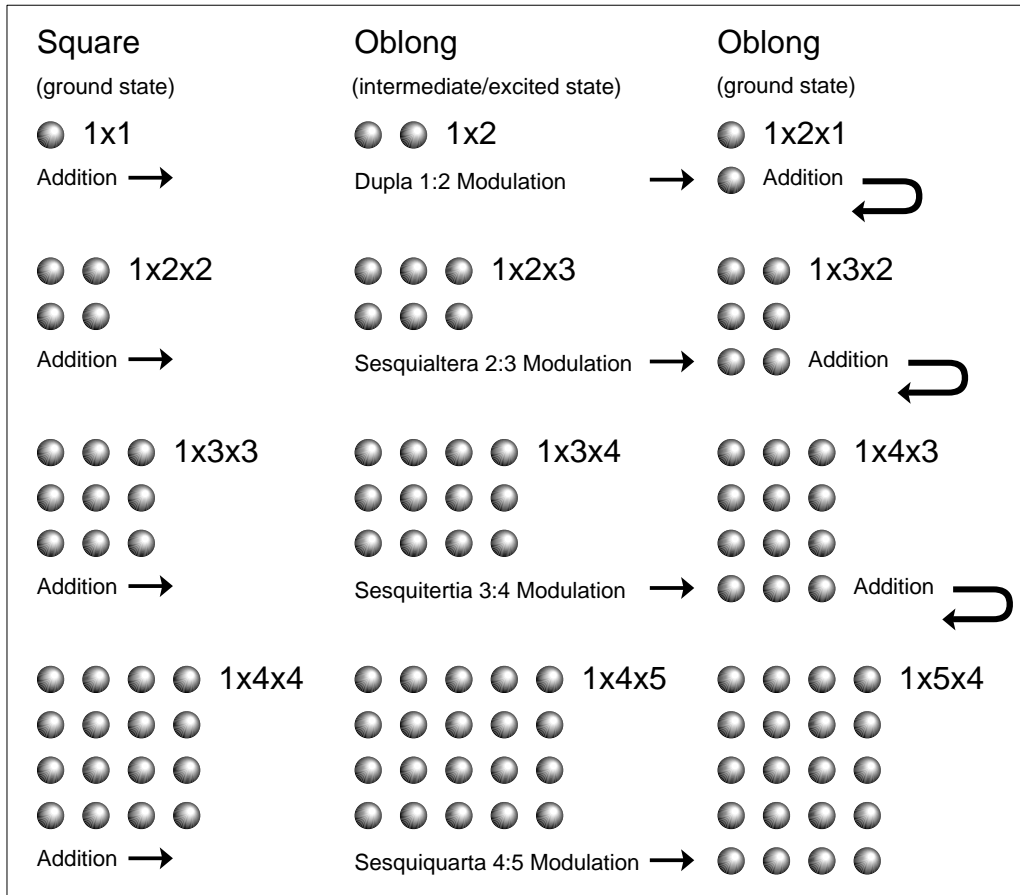 Square Oblong Oblong
(ground state) (intermediate/excited state) (ground state)
1x1 1x2 1x2x1
Addition Dupla 1:2 Modulation Addition
1x2x2 1x2x3 1x3x2
Addition Sesquialtera 2:3 Modulation Addition
1x3x3 1x3x4 1x4x3
Addition Sesquitertia 3:4 Modulation Addition
1x4x4 1x4x5 1x5x4
Addition Sesquiquarta 4:5 Modulation